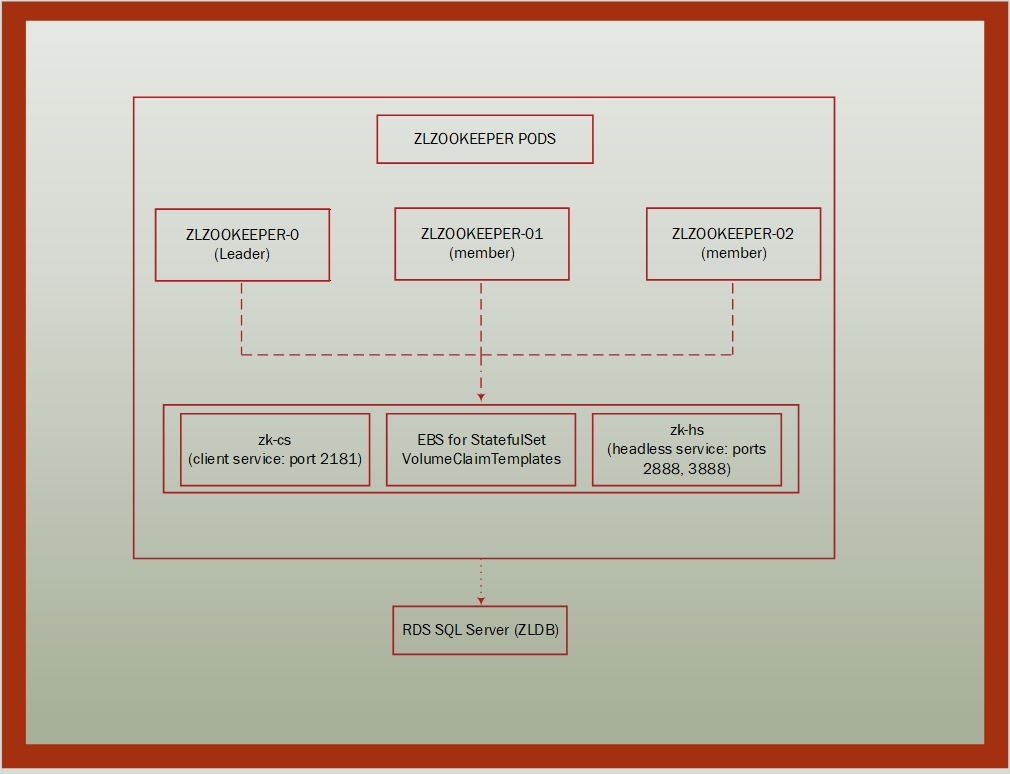 ZLZOOKEEPER PODS
ZLZOOKEEPER-0
(Leader)
ZLZOOKEEPER-01
(member)
ZLZOOKEEPER-02
(member)
zk-cs
(client service: port 2181)
EBS for StatefulSet
VolumeClaimTemplates
zk-hs
(headless service: ports
2888, 3888)
RDS SQL Server (ZLDB)